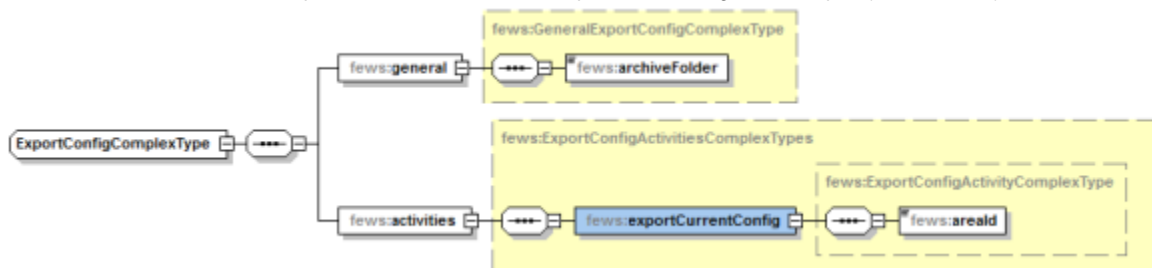 fews:GeneralExportConfigComplexType
fews:general
fews:archiveFolder
ExportConfigComplexType
fews:ExportConfigActivitiesComplexTypes
fews:ExportConfigActivityComplexType
fews:activities
fews:exportCurrentConfig
fews:areaId